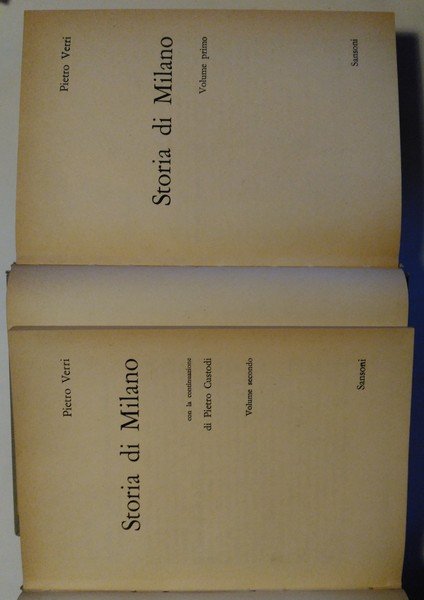 Pietro Verri
Storia di Milano
Volume primo
Sansoni
Pietro Verri
Storia di Milano
con la continuazione
di Pietro Custodi
Volume secondo
Sansoni